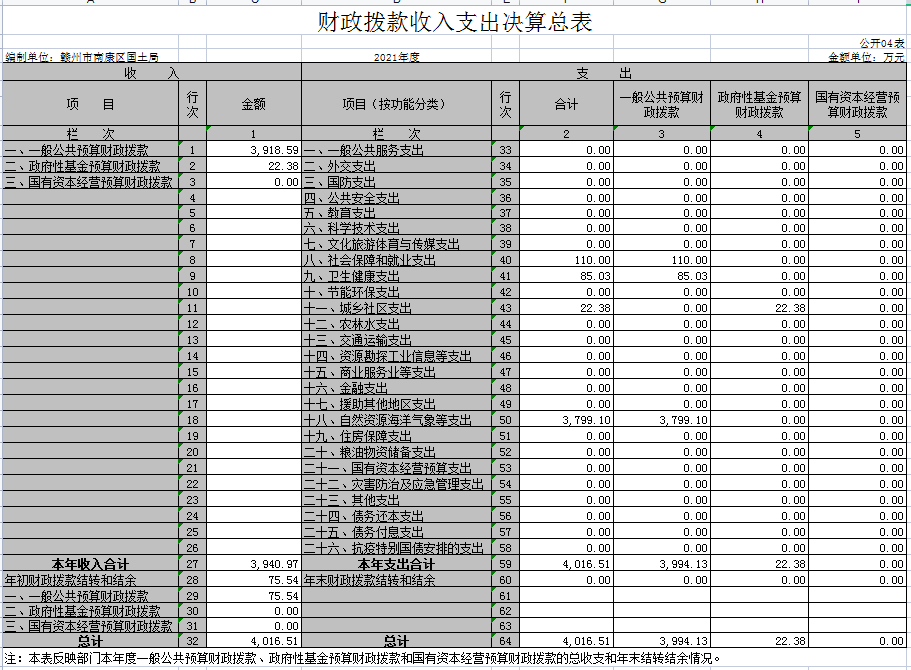 财政拨款收入支出决算总表
公开04表
编制单位：赣州市南康区国土局 2021年度 金额单位：万元
收 入 支 出
项 目 行次 金额 项目（按功能分类） 行次 合计 一般公共预算财政拨款 政府性基金预算财政拨款 国有资本经营预算财政拨款
栏 次 1 栏 次 2 3 4 5
一、一般公共预算财政拨款 1 3,918.59 一、一般公共服务支出 33 0.00 0.00 0.00 0.00
二、政府性基金预算财政拨款 2 22.38 二、外交支出 34 0.00 0.00 0.00 0.00
三、国有资本经营预算财政拨款 3 0.00 三、国防支出 35 0.00 0.00 0.00 0.00
4 四、公共安全支出 36 0.00 0.00 0.00 0.00
5 五、教育支出 37 0.00 0.00 0.00 0.00
6 六、科学技术支出 38 0.00 0.00 0.00 0.00
7 七、文化旅游体育与传媒支出 39 0.00 0.00 0.00 0.00
8 八、社会保障和就业支出 40 110.00 110.00 0.00 0.00
9 九、卫生健康支出 41 85.03 85.03 0.00 0.00
10 十、节能环保支出 42 0.00 0.00 0.00 0.00
11 十一、城乡社区支出 43 22.38 0.00 22.38 0.00
12 十二、农林水支出 44 0.00 0.00 0.00 0.00
13 十三、交通运输支出 45 0.00 0.00 0.00 0.00
14 十四、资源勘探工业信息等支出 46 0.00 0.00 0.00 0.00
15 十五、商业服务业等支出 47 0.00 0.00 0.00 0.00
16 十六、金融支出 48 0.00 0.00 0.00 0.00
17 十七、援助其他地区支出 49 0.00 0.00 0.00 0.00
18 十八、自然资源海洋气象等支出 50 3,799.10 3,799.10 0.00 0.00
19 十九、住房保障支出 51 0.00 0.00 0.00 0.00
20 二十、粮油物资储备支出 52 0.00 0.00 0.00 0.00
21 二十一、国有资本经营预算支出 53 0.00 0.00 0.00 0.00
22 二十二、灾害防治及应急管理支出 54 0.00 0.00 0.00 0.00
23 二十三、其他支出 55 0.00 0.00 0.00 0.00
24 二十四、债务还本支出 56 0.00 0.00 0.00 0.00
25 二十五、债务付息支出 57 0.00 0.00 0.00 0.00
26 二十六、抗疫特别国债安排的支出 58 0.00 0.00 0.00 0.00
本年收入合计 27 3,940.97 本年支出合计 59 4,016.51 3,994.13 22.38 0.00
年初财政拨款结转和结余 28 75.54 年末财政拨款结转和结余 60 0.00 0.00 0.00 0.00
一、一般公共预算财政拨款 29 75.54 61
二、政府性基金预算财政拨款 30 0.00 62
三、国有资本经营预算财政拨款 31 0.00 63
总计 32 4,016.51 总计 64 4,016.51 3,994.13 22.38 0.00
注：本表反映部门本年度一般公共预算财政拨款、政府性基金预算财政拨款和国有资本经营预算财政拨款的总收支和年末结转结余情况。